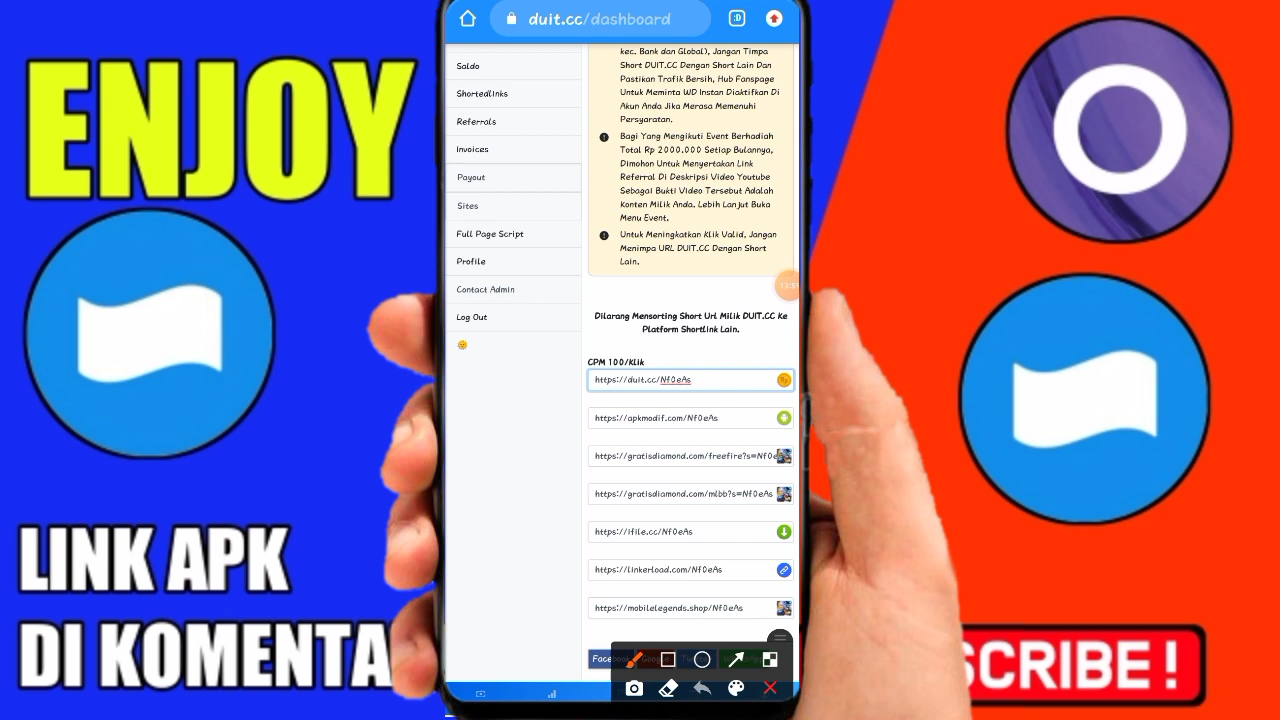 ENJOY
LINK APK
DI KOMENTA
duit.cc/dashboard
:D
Saldo
Shortedlinks
Referrals
Invoices
Payout
Sites
Full Page Script
Profile
Contact Admin
Log Out
kec. Bank dan Global), Jangan Timpa
Short DUIT.CC Dengan Short Lain Dan
Pastikan Trafik Bersih, Hub Fanspage
Untuk Meminta WD Instan Diaktifkan Di
Akun Anda Jika Merasa Memenuhi
Persyaratan.
Bagi Yang Mengikuti Event Berhadiah
Total Rp 2000.000 Setiap Bulannya,
Dimohon Untuk Menyertakan Link
Referral Di Deskripsi Video Youtube
Sebagai Bukti Video Tersebut Adalah
Konten Milik Anda. Lebih Lanjut Buka
Menu Event.
Untuk Meningkatkan Klik Valid, Jangan
Menimpa URL DUIT.CC Dengan Short
Lain.
Dilarang Mensorting Short Url Milik DUIT.CC Ke
Platform Shortlink Lain.
CPM 100/Klik
https://duit.cc/Nf0eAs
https://apkmodif.com/Nf0eAs
https://gratisdiamond.com/freefire?s=Nf0e
https://gratisdiamond.com/mlbb?s=Nf0eAs
https://lfile.cc/Nf0eAs
https://linkerload.com/Nf0eAs
https://mobilelegends.shop/Nf0eAs
SCRIBE!